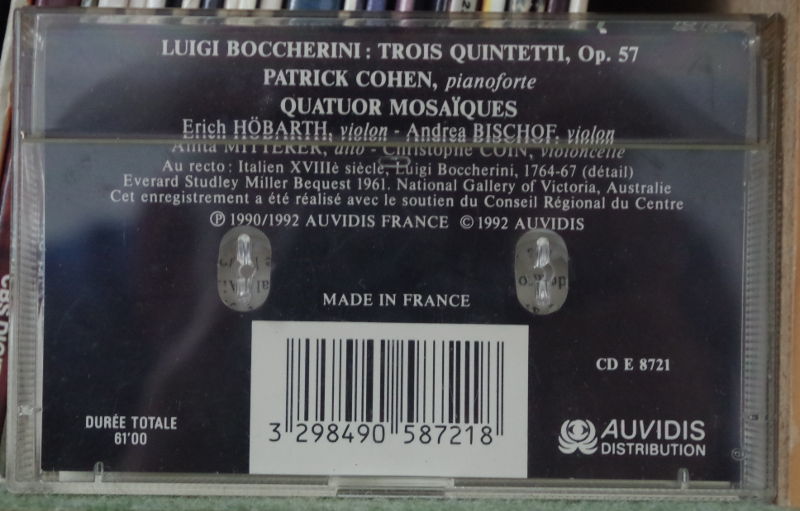 LUIGI BOCCHERINI : TROIS QUINTETTI, Op. 57
PATRICK COHEN, pianoforte
QUATUOR MOSAÏQUES
Erich HÖBARTH, violon - Andrea BISCHOF, violon
Anita MITTERER, alto - Christophe COIN, violoncelle
Au recto : Italien XVIIIè siècle, Luigi Boccherini, 1764-67 (détail)
Everard Studley Miller Bequest 1961. National Gallery of Victoria, Australie
Cet enregistrement a été réalisé avec le soutien du Conseil Régional du Centre
℗ 1990/1992 AUVIDIS FRANCE © 1992 AUVIDIS
MADE IN FRANCE
CD E 8721
DURÉE TOTALE
61'00
3 298490 587218
AUVIDIS
DISTRIBUTION